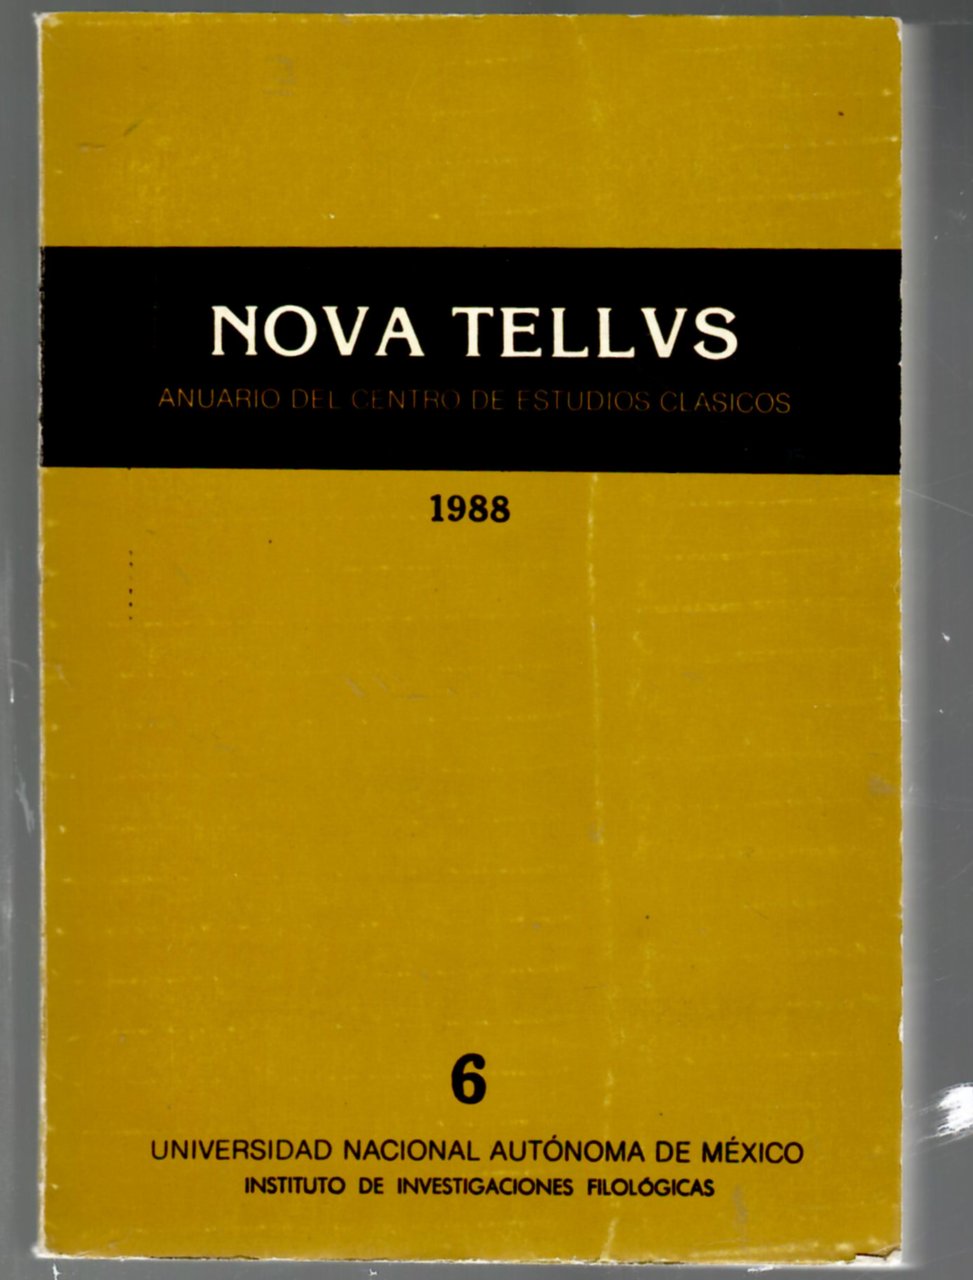 NOVA TELLVS
ANUARIO DEL CENTRO DE ESTUDIOS CLASICOS
1988
6
UNIVERSIDAD NACIONAL AUTÓNOMA DE MÉXICO
INSTITUTO DE INVESTIGACIONES FILOLÓGICAS